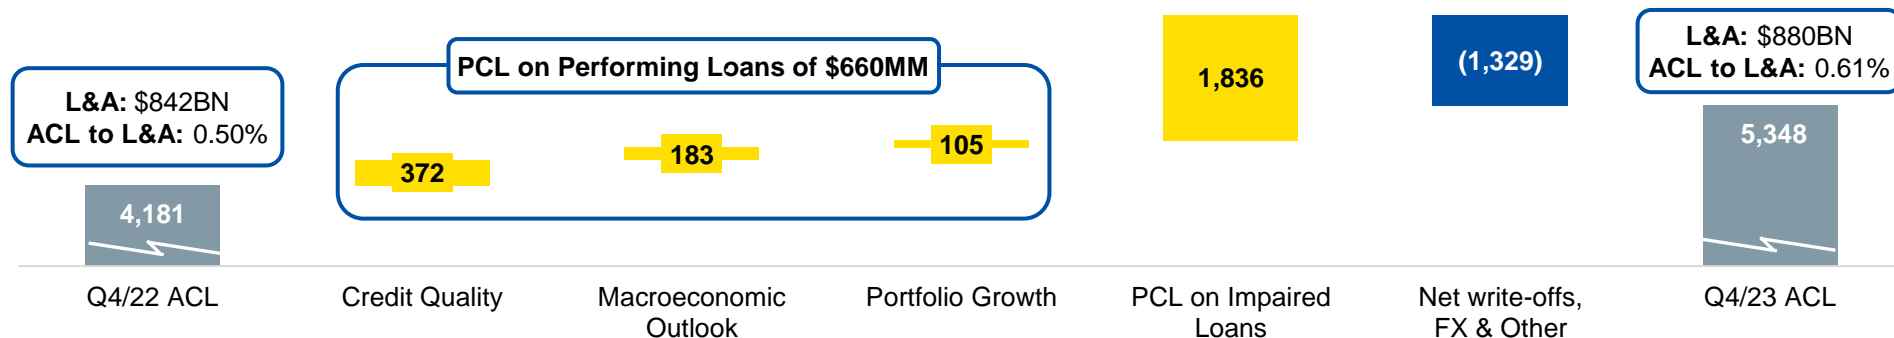 L&A: $842BN
ACL to L&A: 0.50%
4,181
PCL on Performing Loans of $660MM
372
183
105
1,836
(1,329)
L&A: $880BN
ACL to L&A: 0.61%
5,348
Q4/22 ACL
Credit Quality
Macroeconomic
Outlook
Portfolio Growth
PCL on Impaired
Loans
Net write-offs,
FX & Other
Q4/23 ACL